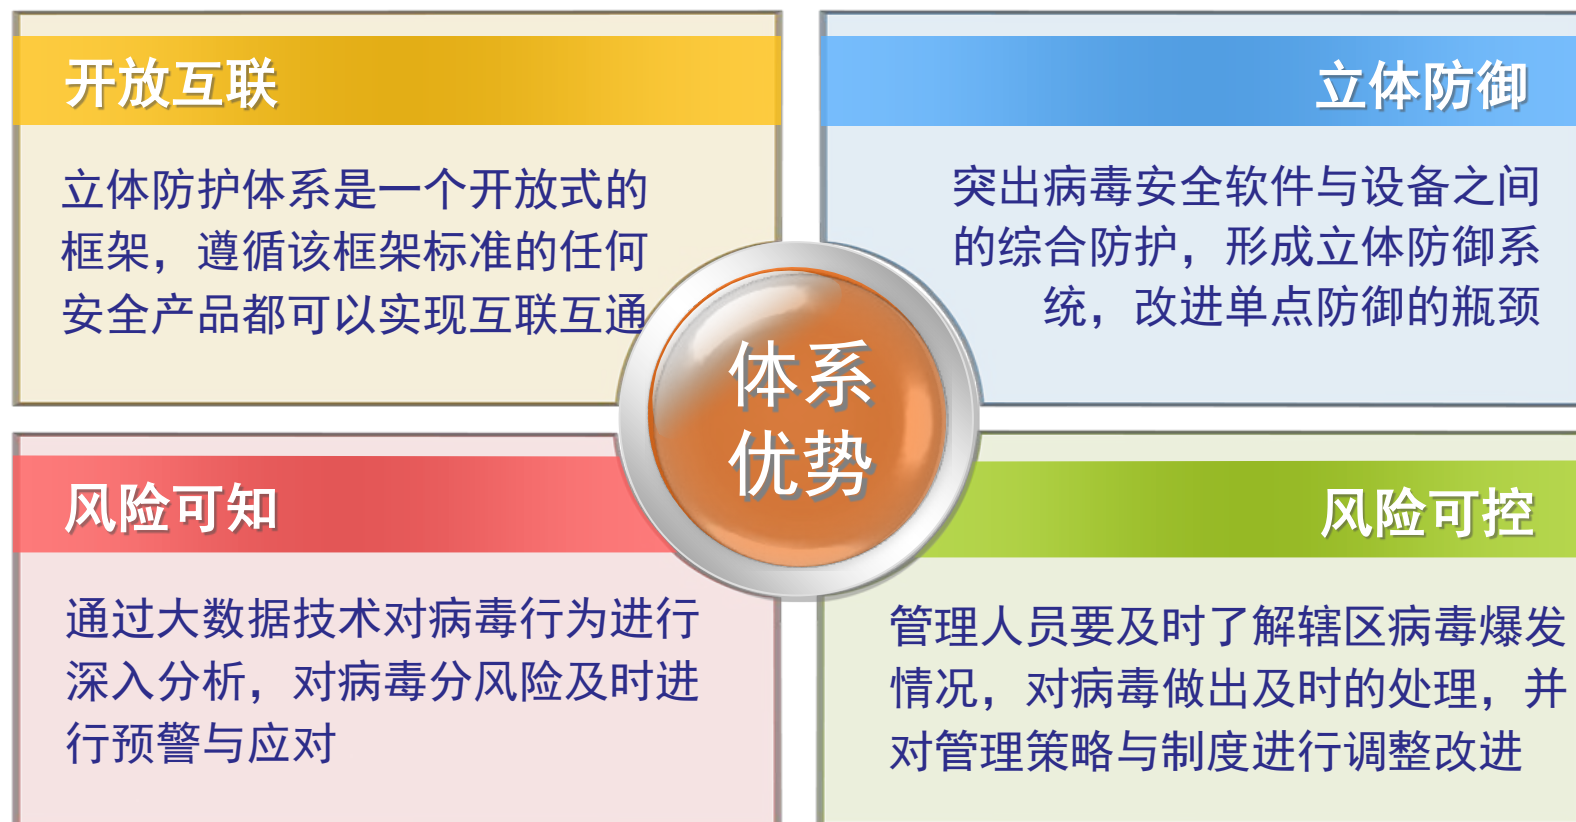 开放互联
立体防护体系是一个开放式的
框架，遵循该框架标准的任何
安全产品都可以实现互联互通
立体防御
突出病毒安全软件与设备之间
的综合防护，形成立体防御系
统，改进单点防御的瓶颈
体系
优势
风险可知
通过大数据技术对病毒行为进行
深入分析，对病毒分风险及时进
行预警与应对
风险可控
管理人员要及时了解辖区病毒爆发
情况，对病毒做出及时的处理，并
对管理策略与制度进行调整改进